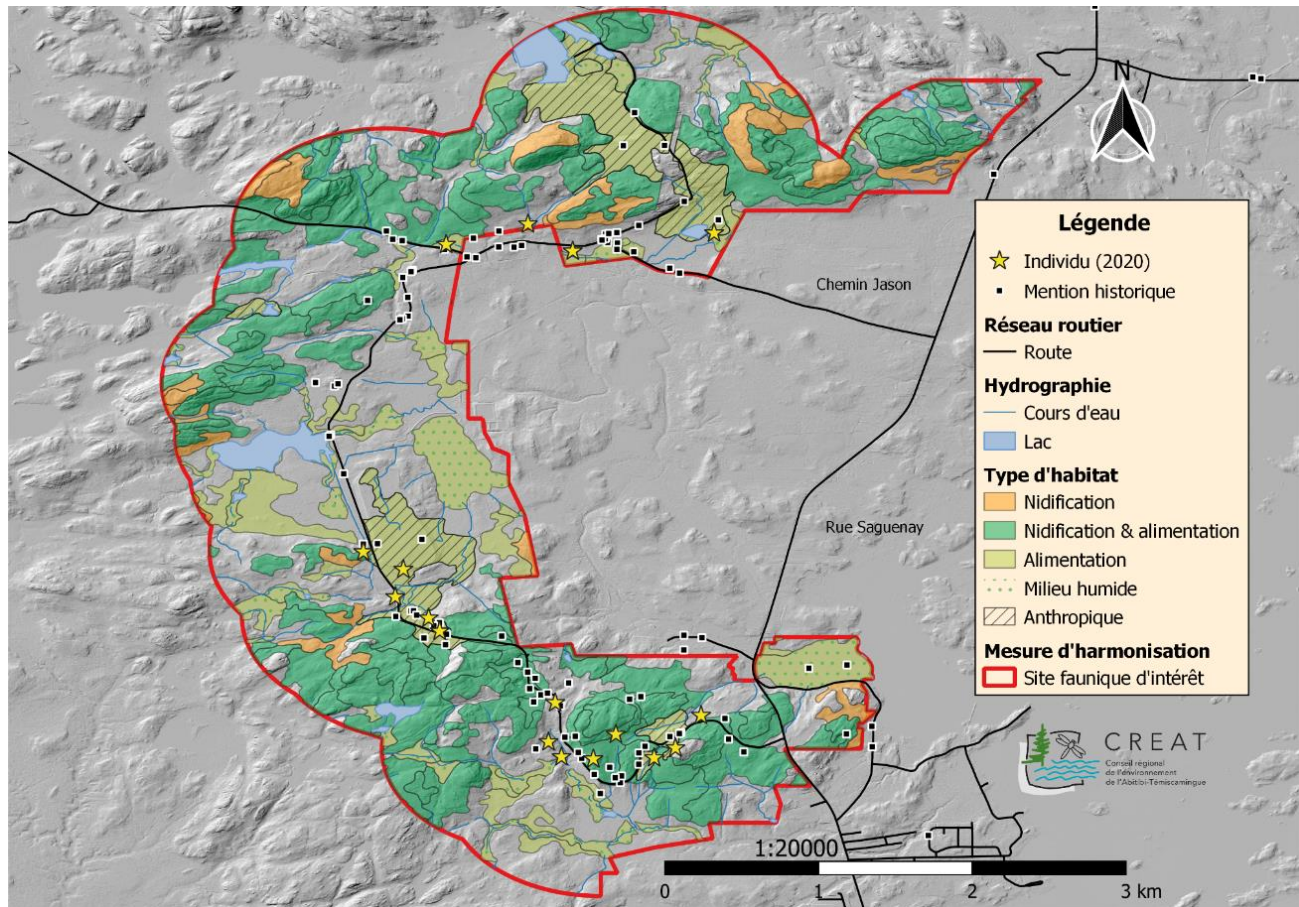 N
Légende
Individu (2020)
Mention historique
Réseau routier
Route
Hydrographie
Cours d'eau
Lac
Type d'habitat
Nidification
Nidification & alimentation
Alimentation
Milieu humide
Anthropique
Mesure d'harmonisation
Site faunique d'intérêt
Chemin Jason
Rue Saguenay
CREAT
Conseil régional
de l'environnement
de l'Abitibi-Témiscamingue
1:20000
0 1 2 3 km